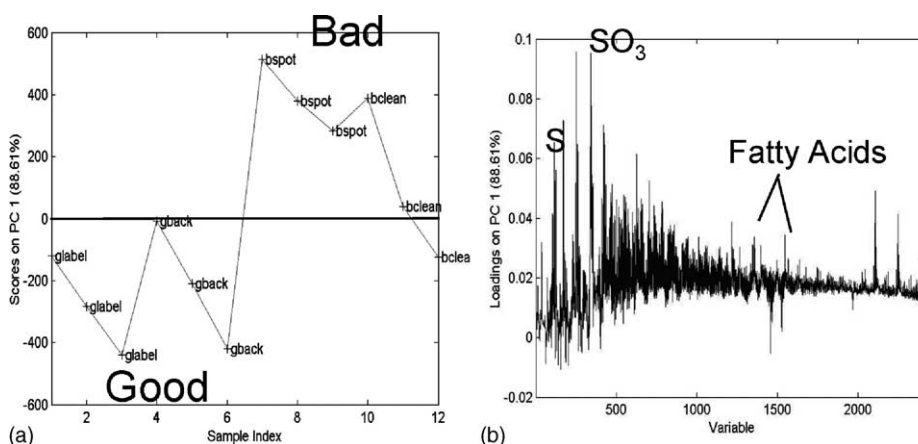 600
400
200
0
-200
-400
-600
Scores on PC 1 (88.61%)
Bad
bspot
bspot
bspot
bclean
bclean
bclea
glabel
glabel
glabel
gback
gback
gback
Good
2
4
6
8
10
12
Sample Index
(a)
0.1
0.08
0.06
0.04
0.02
0
-0.02
Loadings on PC 1 (88.61%)
SO₃
S
Fatty Acids
500
1000
1500
2000
Variable
(b)